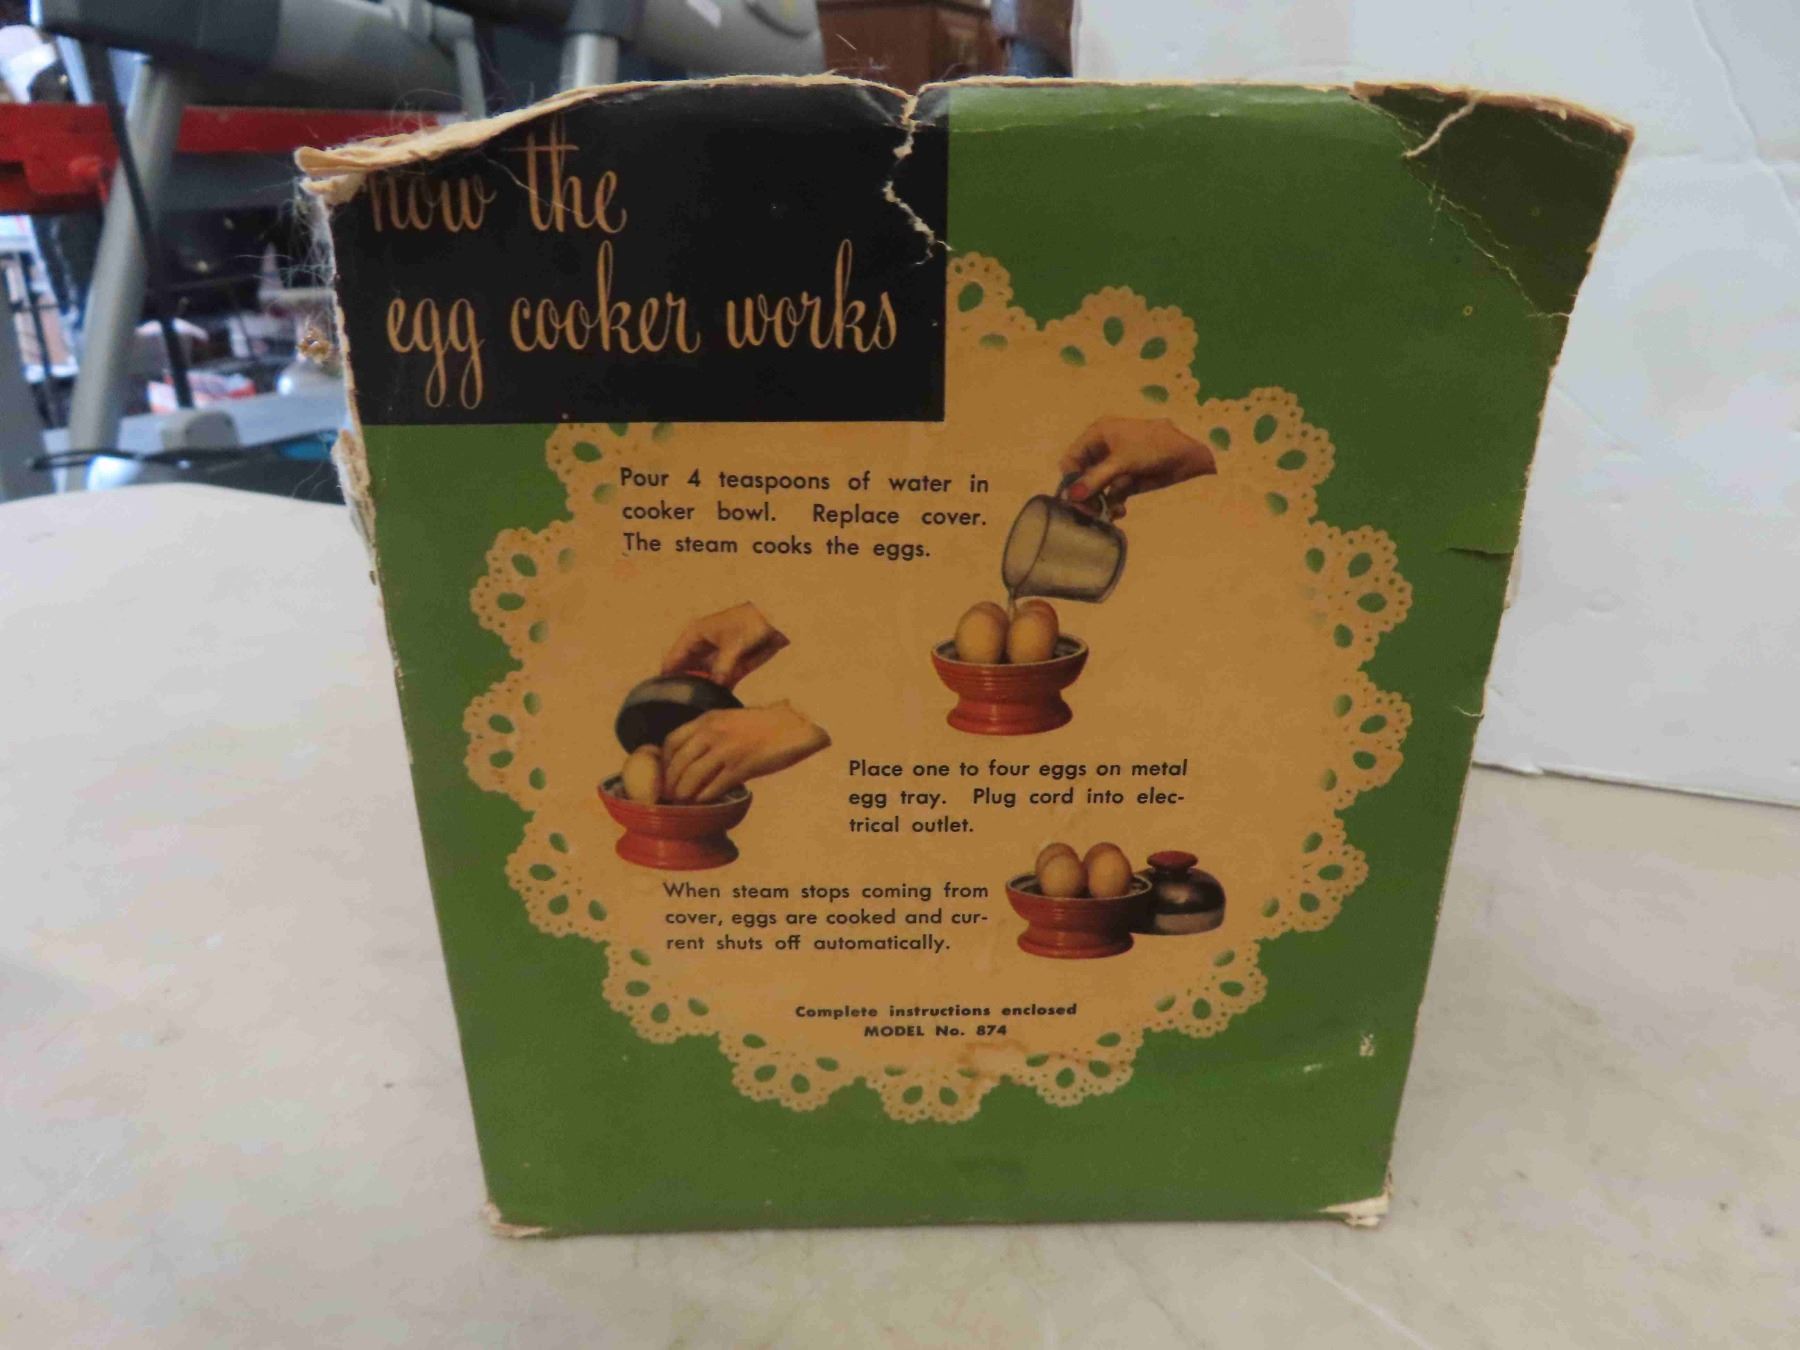 how the
egg cooker works
Pour 4 teaspoons of water in
cooker bowl. Replace cover.
The steam cooks the eggs.
Place one to four eggs on metal
egg tray. Plug cord into elec-
trical outlet.
When steam stops coming from
cover, eggs are cooked and cur-
rent shuts off automatically.
Complete instructions enclosed
MODEL No. 874